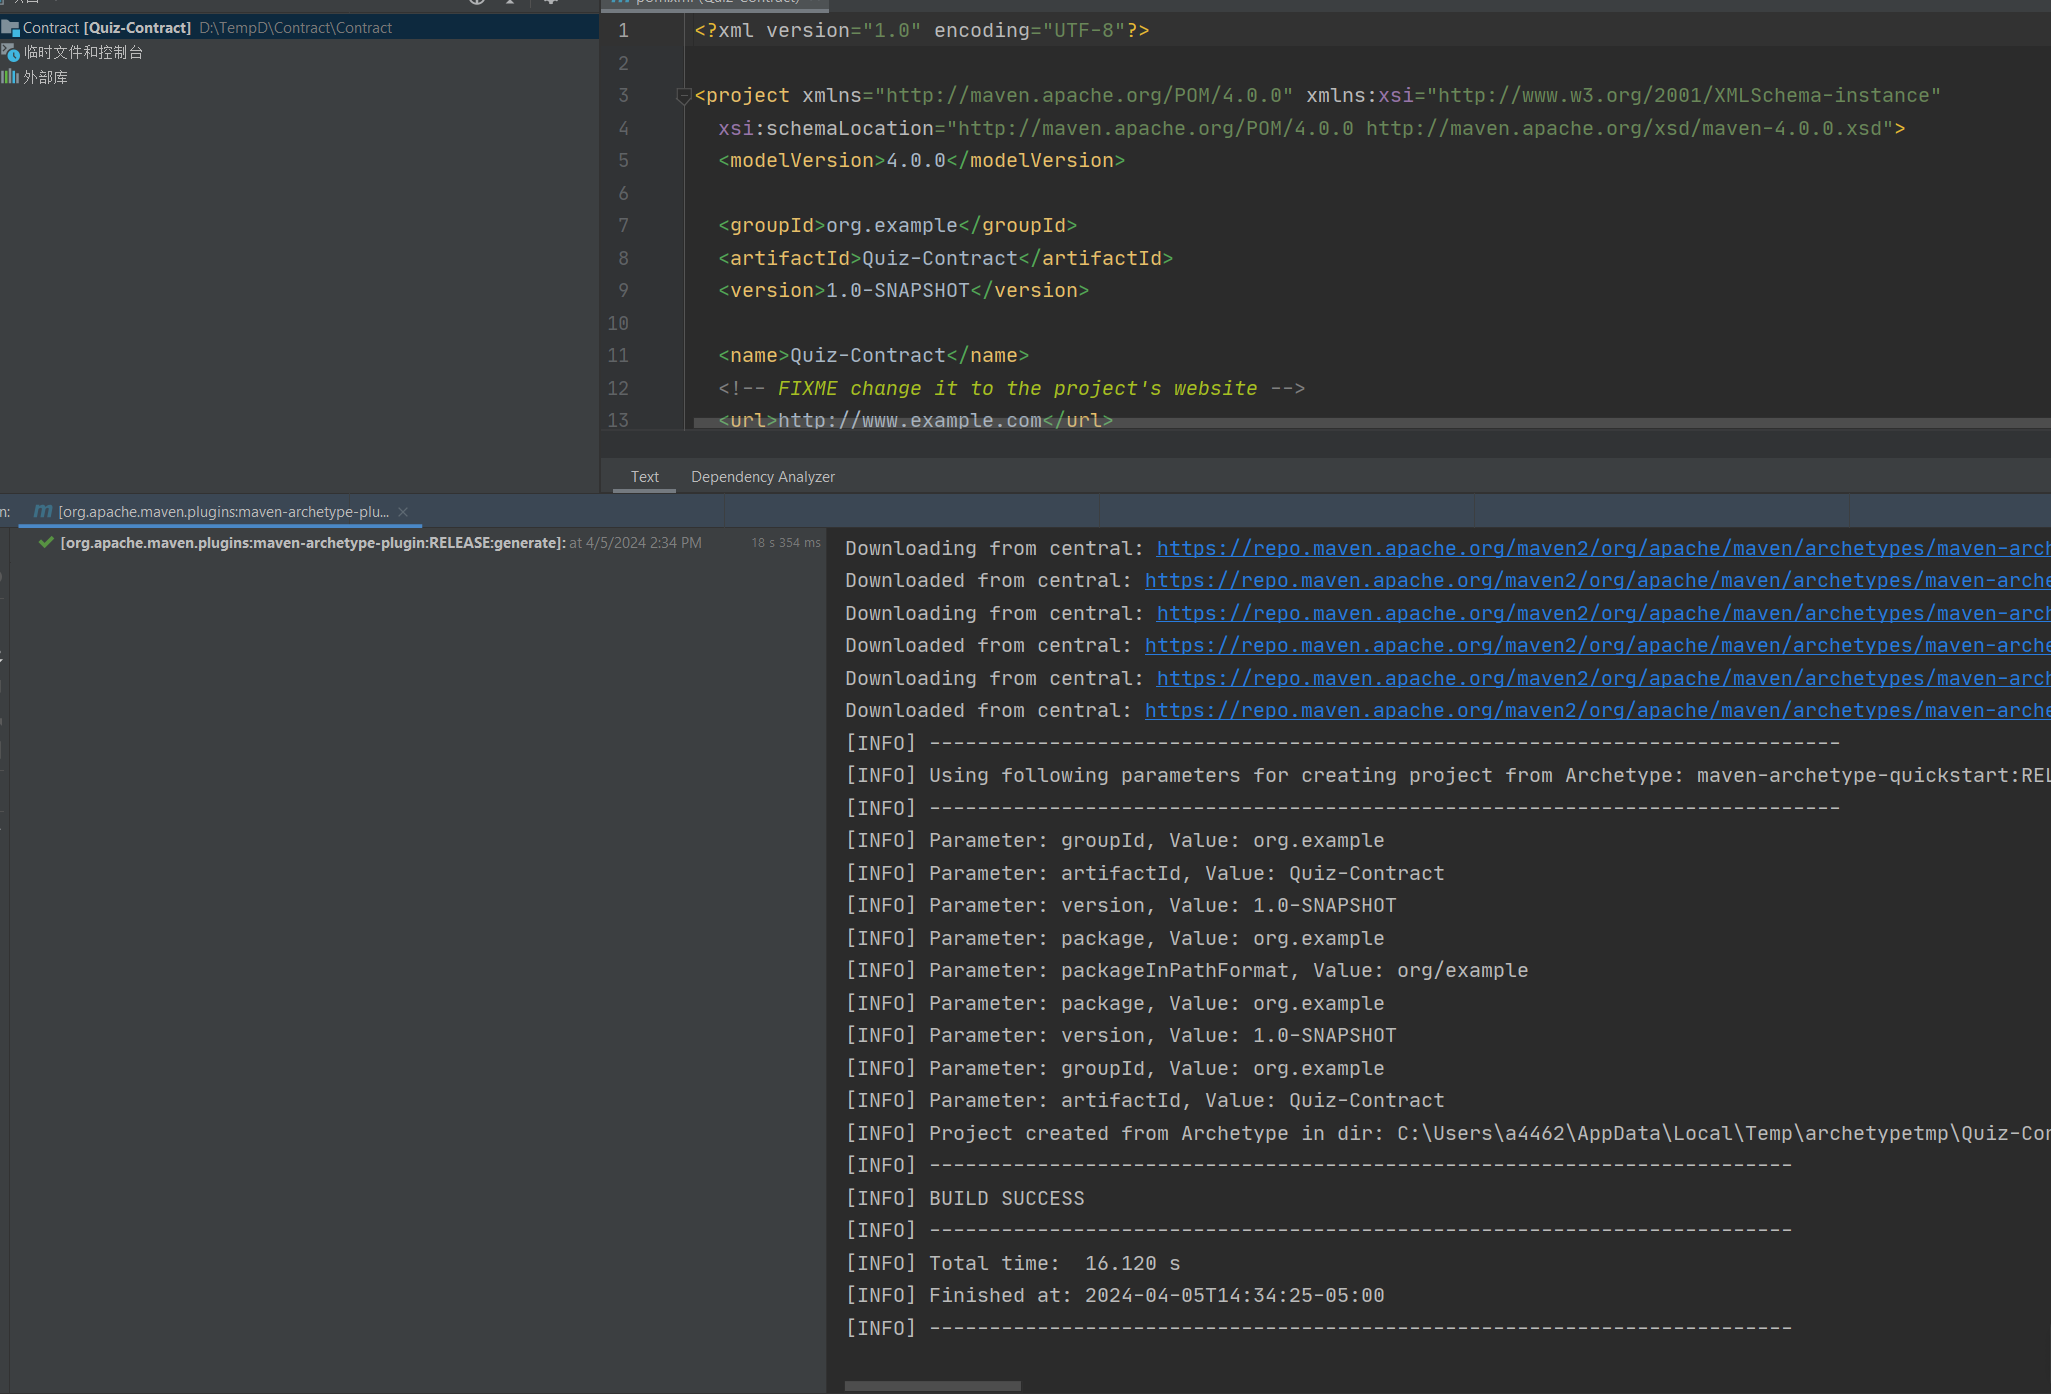 Contract [Quiz-Contract] D:\TempD\Contract\Contract
临时文件和控制台
外部库
1 <?xml version="1.0" encoding="UTF-8"?>
2
3 <project xmlns="http://maven.apache.org/POM/4.0.0" xmlns:xsi="http://www.w3.org/2001/XMLSchema-instance"
4 xsi:schemaLocation="http://maven.apache.org/POM/4.0.0 http://maven.apache.org/xsd/maven-4.0.0.xsd">
5 <modelVersion>4.0.0</modelVersion>
6
7 <groupId>org.example</groupId>
8 <artifactId>Quiz-Contract</artifactId>
9 <version>1.0-SNAPSHOT</version>
10
11 <name>Quiz-Contract</name>
12 <!-- FIXME change it to the project's website -->
13 <url>http://www.example.com</url>
Text Dependency Analyzer
n: [org.apache.maven.plugins:maven-archetype-plu...
[org.apache.maven.plugins:maven-archetype-plugin:RELEASE:generate]: at 4/5/2024 2:34 PM 18 s 354 ms
Downloading from central: https://repo.maven.apache.org/maven2/org/apache/maven/archetypes/maven-arch
Downloaded from central: https://repo.maven.apache.org/maven2/org/apache/maven/archetypes/maven-arche
Downloading from central: https://repo.maven.apache.org/maven2/org/apache/maven/archetypes/maven-arch
Downloaded from central: https://repo.maven.apache.org/maven2/org/apache/maven/archetypes/maven-arche
Downloading from central: https://repo.maven.apache.org/maven2/org/apache/maven/archetypes/maven-arch
Downloaded from central: https://repo.maven.apache.org/maven2/org/apache/maven/archetypes/maven-arche
[INFO] ----------------------------------------------------------------------------
[INFO] Using following parameters for creating project from Archetype: maven-archetype-quickstart:REL
[INFO] ----------------------------------------------------------------------------
[INFO] Parameter: groupId, Value: org.example
[INFO] Parameter: artifactId, Value: Quiz-Contract
[INFO] Parameter: version, Value: 1.0-SNAPSHOT
[INFO] Parameter: package, Value: org.example
[INFO] Parameter: packageInPathFormat, Value: org/example
[INFO] Parameter: package, Value: org.example
[INFO] Parameter: version, Value: 1.0-SNAPSHOT
[INFO] Parameter: groupId, Value: org.example
[INFO] Parameter: artifactId, Value: Quiz-Contract
[INFO] Project created from Archetype in dir: C:\Users\a4462\AppData\Local\Temp\archetypetmp\Quiz-Con
[INFO] ------------------------------------------------------------------------
[INFO] BUILD SUCCESS
[INFO] ------------------------------------------------------------------------
[INFO] Total time:  16.120 s
[INFO] Finished at: 2024-04-05T14:34:25-05:00
[INFO] ------------------------------------------------------------------------